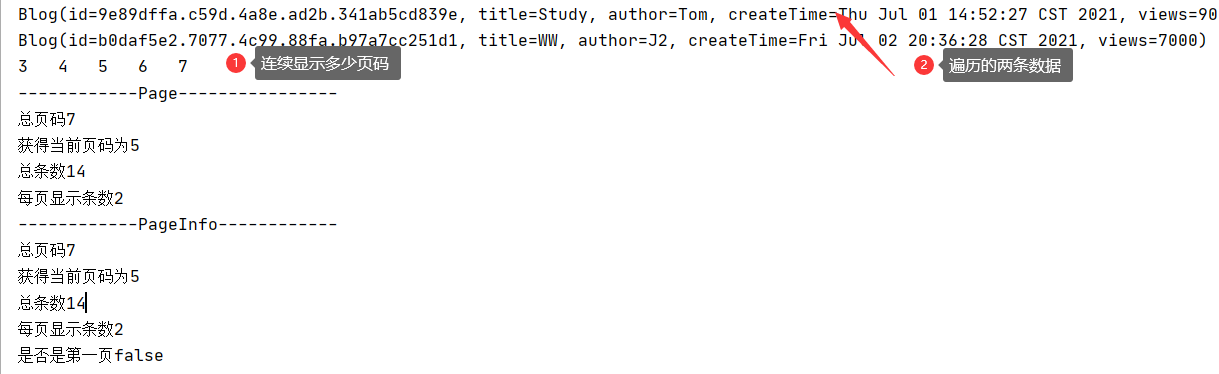 Blog(id=9e89dffa.c59d.4a8e.ad2b.341ab5cd839e, title=Study, author=Tom, createTime=Thu Jul 01 14:52:27 CST 2021, views=90
Blog(id=b0daf5e2.7077.4c99.88fa.b97a7cc251d1, title=WW, author=J2, createTime=Fri Jul 02 20:36:28 CST 2021, views=7000)
3 4 5 6 7
1 连续显示多少页码
2 遍历的两条数据
------------Page----------------
总页码7
获得当前页码为5
总条数14
每页显示条数2
------------PageInfo------------
总页码7
获得当前页码为5
总条数14
每页显示条数2
是否是第一页false